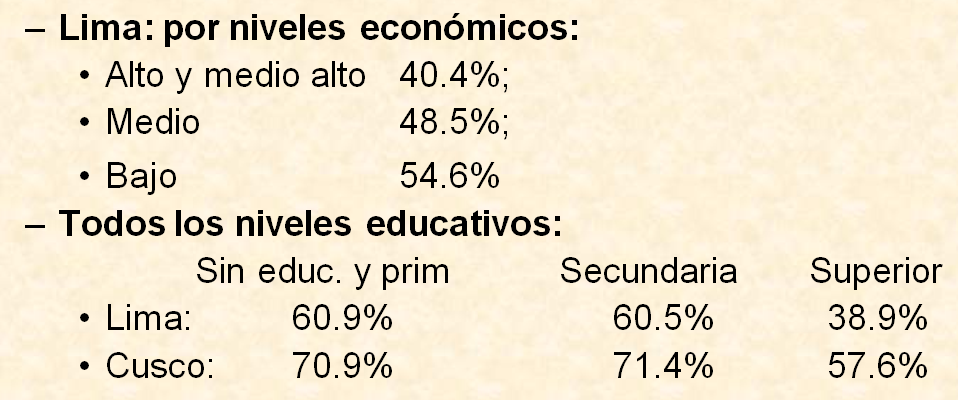 – Lima: por niveles económicos:
• Alto y medio alto 40.4%;
• Medio 48.5%;
• Bajo 54.6%
– Todos los niveles educativos:
Sin educ. y prim Secundaria Superior
• Lima: 60.9% 60.5% 38.9%
• Cusco: 70.9% 71.4% 57.6%